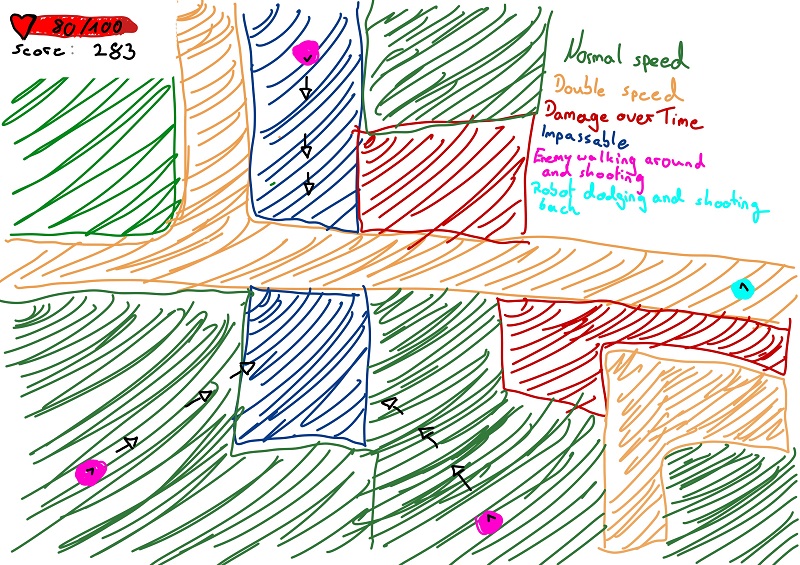 80/100
score: 283
Normal speed
Double speed
Damage over Time
Impassable
Enemy walking around
and shooting
Robot dodging and shooting
back